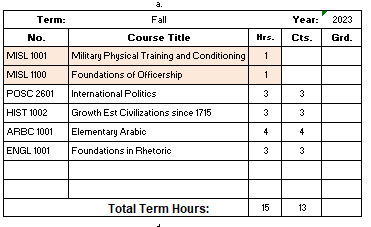 a.
Term: Fall Year: 2023
No. Course Title Hrs. Cts. Grd.
MISL 1001 Military Physical Training and Conditioning 1
MISL 1100 Foundations of Officership 1
POSC 2601 International Politics 3 3
HIST 1002 Growth Est Civilizations since 1715 3 3
ARBC 1001 Elementary Arabic 4 4
ENGL 1001 Foundations in Rhetoric 3 3
Total Term Hours: 15 13